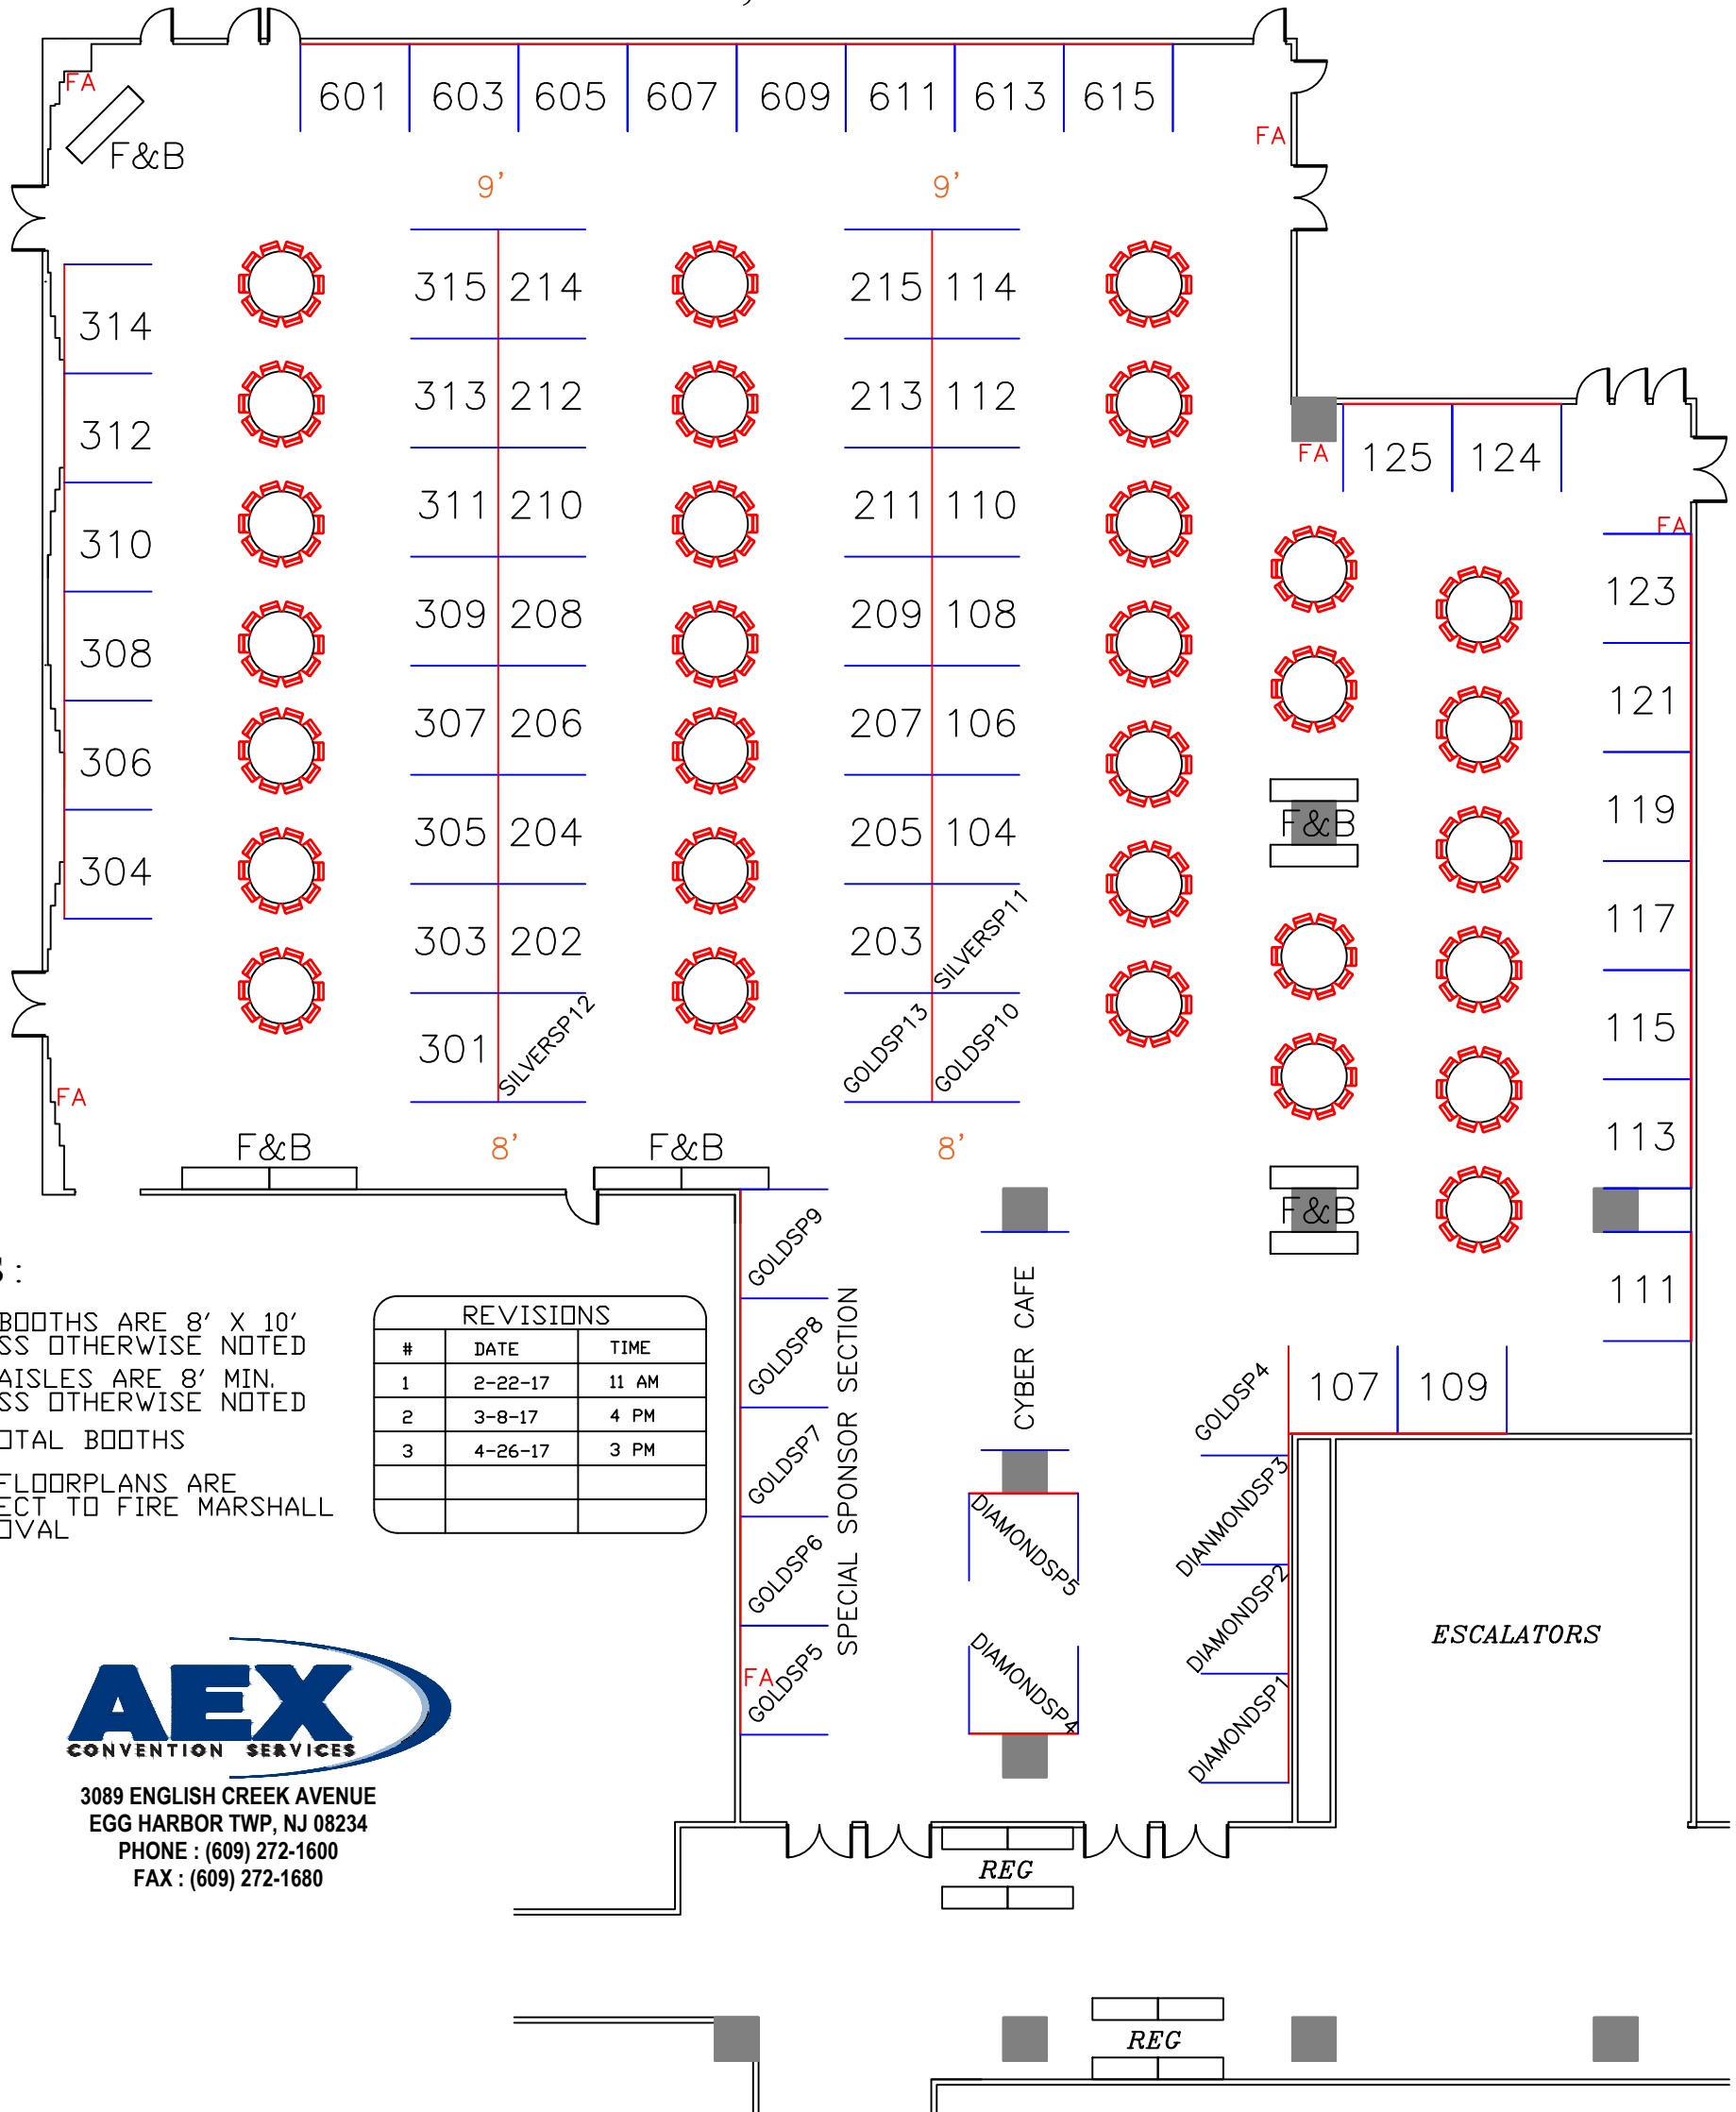 601 603 605 607 609 611 613 615
FA
F&B
FA
9' 9'
315 214 215 114
314
313 212 213 112
312
125 124
FA
311 210 211 110
310
FA
309 208 209 108
123
308
307 206 207 106
121
306
305 204 205 104
F&B
119
304
303 202 203 SILVERSP11
117
301 SILVERSP12 GOLDSP13 GOLDSP10
115
FA
F&B 8' F&B 8'
113
F&B
GOLDSP9
GOLDSP8
GOLDSP7
GOLDSP6
GOLDSP5
FA
SPECIAL SPONSOR SECTION
CYBER CAFE
111
107 109
GOLDSP4
DIANMONDSP3
DIAMONDSP2
DIAMONDSP1
DIAMONDSP5
DIAMONDSP4
ESCALATORS
S:
BOOTHS ARE 8' X 10'
SS OTHERWISE NOTED
AISLES ARE 8' MIN.
SS OTHERWISE NOTED
OTAL BOOTHS
FLOORPLANS ARE
ECT TO FIRE MARSHALL
OVAL
REVISIONS
# DATE TIME
1 2-22-17 11 AM
2 3-8-17 4 PM
3 4-26-17 3 PM
AEX
CONVENTION SERVICES
3089 ENGLISH CREEK AVENUE
EGG HARBOR TWP, NJ 08234
PHONE : (609) 272-1600
FAX : (609) 272-1680
REG
REG